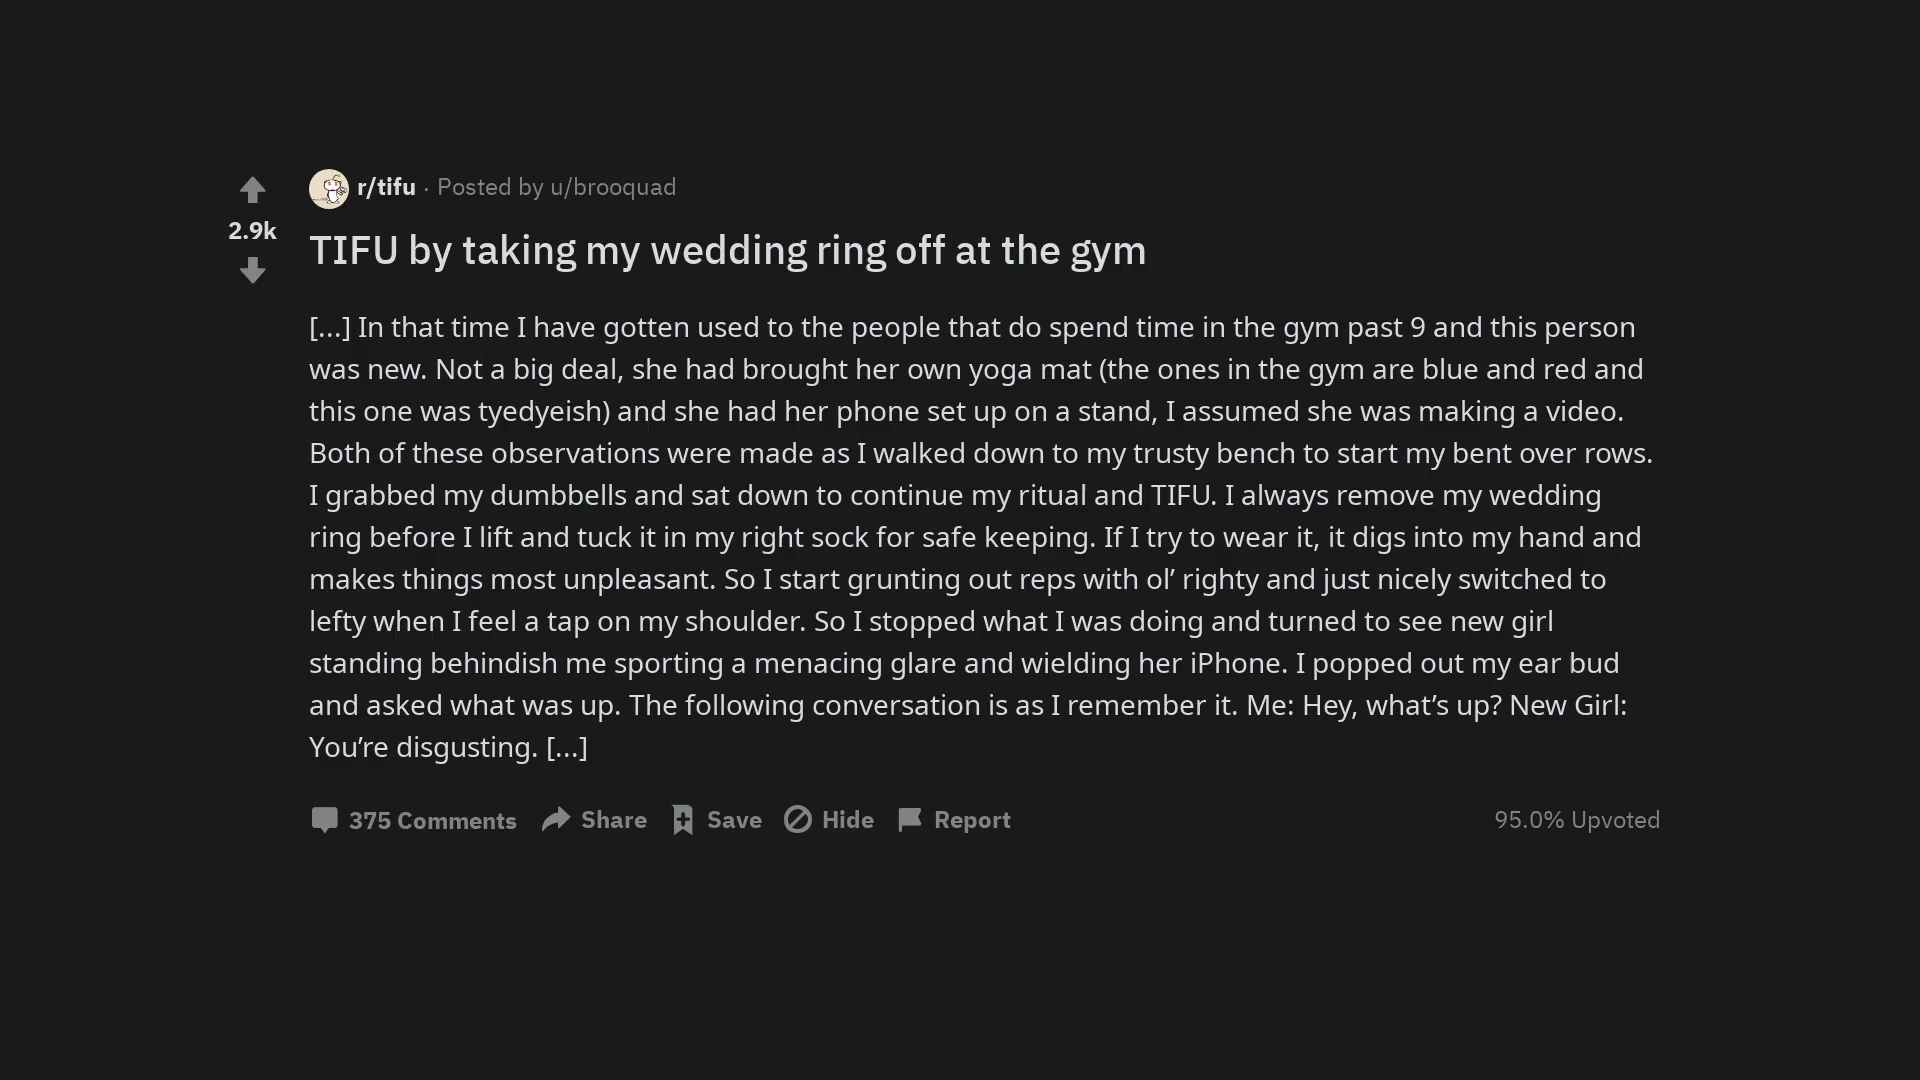 r/tifu · Posted by u/brooquad
2.9k
TIFU by taking my wedding ring off at the gym
[...] In that time I have gotten used to the people that do spend time in the gym past 9 and this person
was new. Not a big deal, she had brought her own yoga mat (the ones in the gym are blue and red and
this one was tyedyeish) and she had her phone set up on a stand, I assumed she was making a video.
Both of these observations were made as I walked down to my trusty bench to start my bent over rows.
I grabbed my dumbbells and sat down to continue my ritual and TIFU. I always remove my wedding
ring before I lift and tuck it in my right sock for safe keeping. If I try to wear it, it digs into my hand and
makes things most unpleasant. So I start grunting out reps with ol’ righty and just nicely switched to
lefty when I feel a tap on my shoulder. So I stopped what I was doing and turned to see new girl
standing behindish me sporting a menacing glare and wielding her iPhone. I popped out my ear bud
and asked what was up. The following conversation is as I remember it. Me: Hey, what’s up? New Girl:
You’re disgusting. [...]
375 Comments Share Save Hide Report 95.0% Upvoted